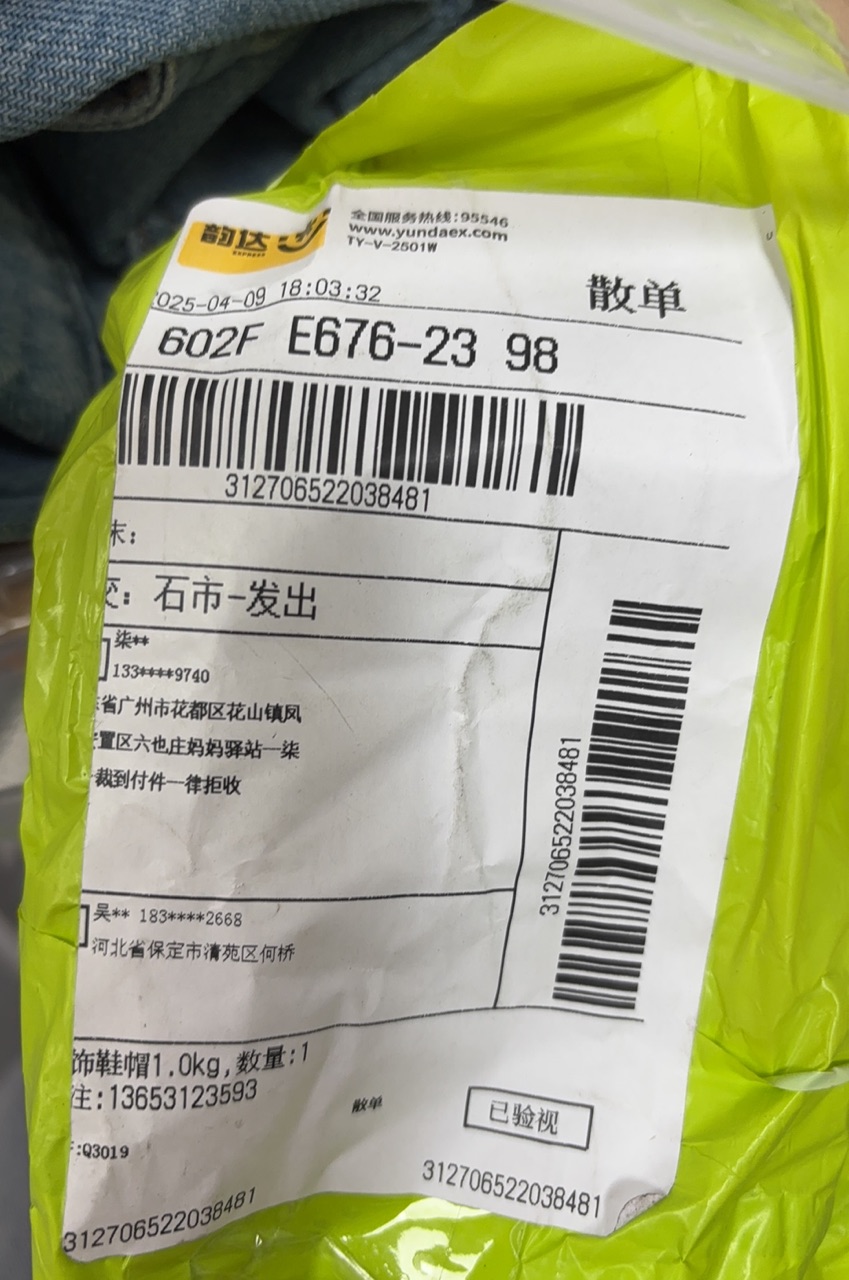 韵达
EXPRESS
全国服务热线:95546
www.yundaex.com
TY-V-2501W
2025-04-09 18:03:32
散单
602F E676-23 98
312706522038481
末:
交: 石市-发出
柒**
133****9740
省广州市花都区花山镇凤
置区六也庄妈妈驿站一柒
裁到付件一律拒收
312706522038481
吴** 183****2668
河北省保定市清苑区何桥
饰鞋帽1.0kg,数量:1
注:13653123593
散单
已验视
:Q3019
312706522038481
312706522038481